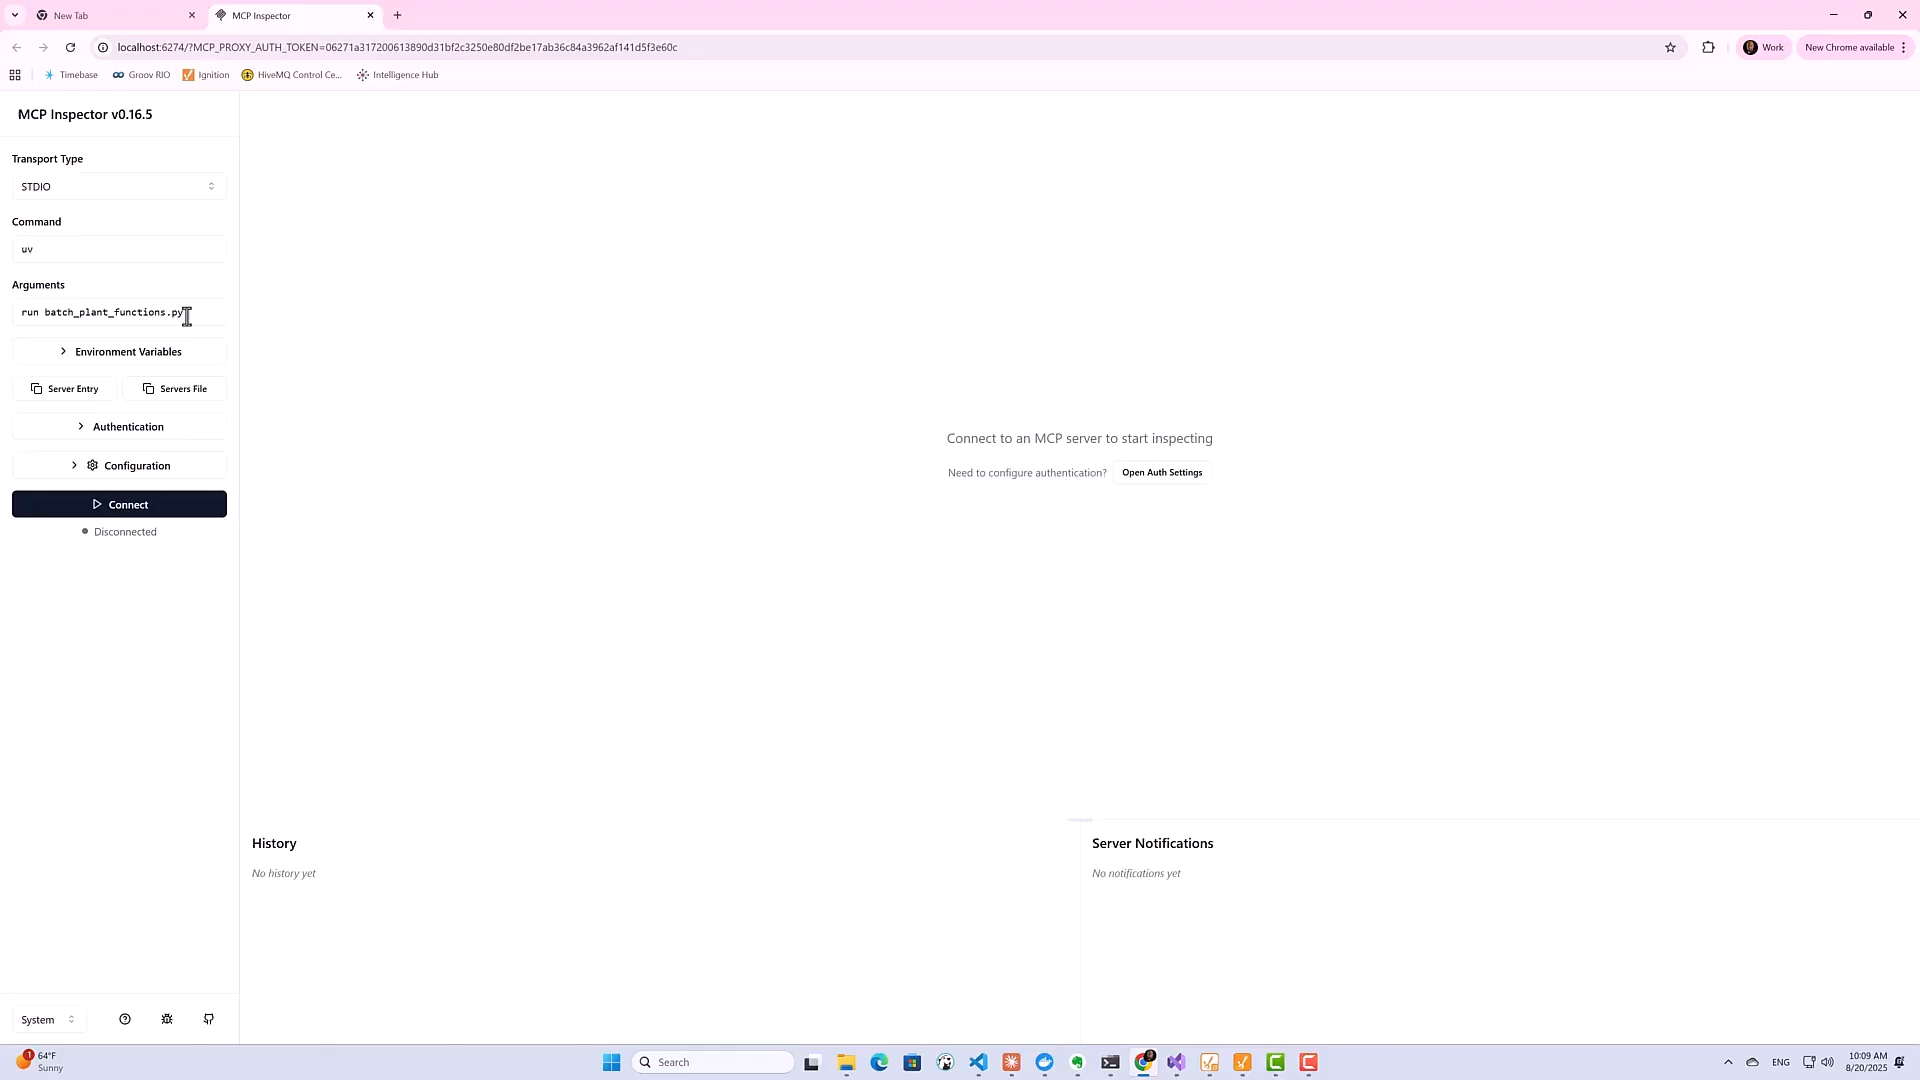 New Tab
MCP Inspector
localhost:6274/?MCP_PROXY_AUTH_TOKEN=06271a317200613890d31bf2c3250e80df2be17ab36c84a3962af141d5f3e60c
Work
New Chrome available
Timebase
Groov RIO
Ignition
HiveMQ Control Ce...
Intelligence Hub
MCP Inspector v0.16.5
Transport Type
STDIO
Command
uv
Arguments
run batch_plant_functions.py
Environment Variables
Server Entry
Servers File
Authentication
Configuration
Connect
Disconnected
Connect to an MCP server to start inspecting
Need to configure authentication?
Open Auth Settings
History
No history yet
Server Notifications
No notifications yet
System
1
64°F
Sunny
Search
ENG
10:09 AM
8/20/2025